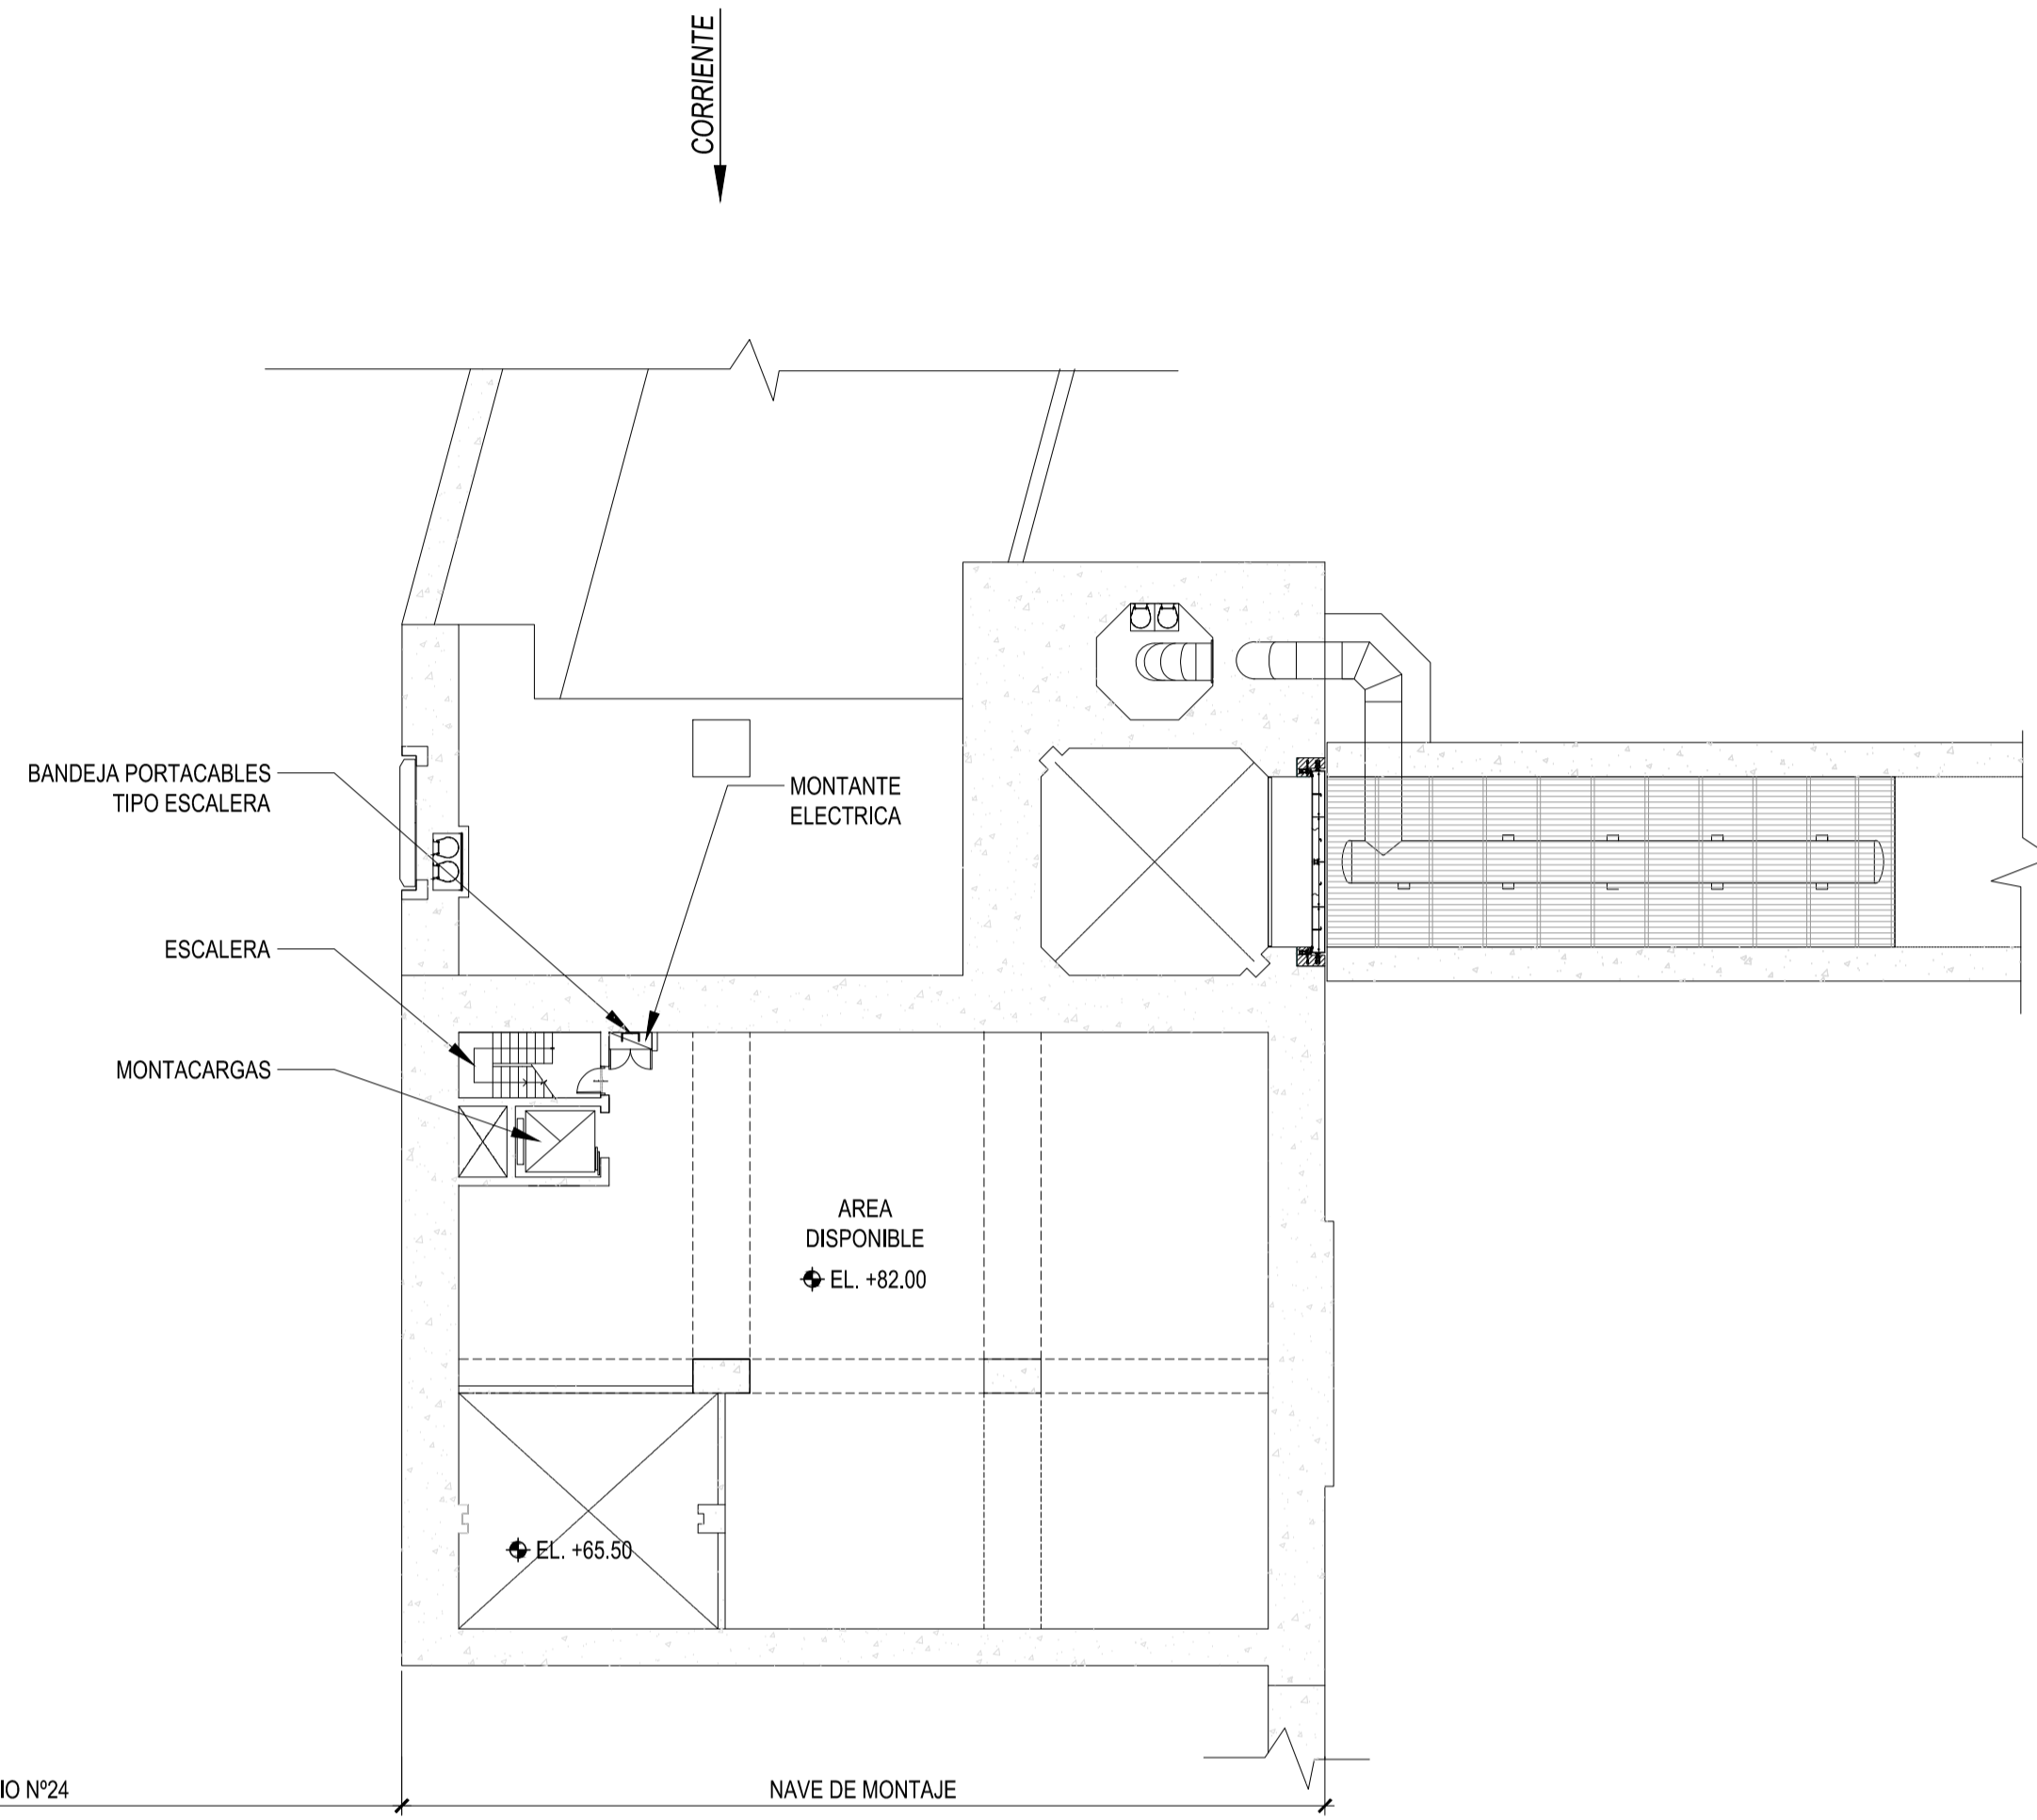 CORRIENTE
BANDEJA PORTACABLES
TIPO ESCALERA
MONTANTE
ELECTRICA
ESCALERA
MONTACARGAS
AREA
DISPONIBLE
EL. +82.00
EL. +65.50
IO Nº24
NAVE DE MONTAJE